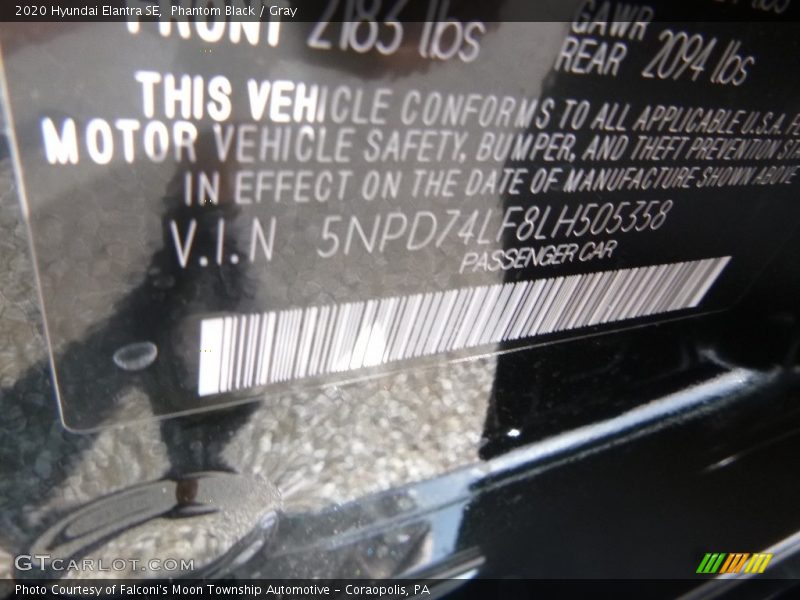 2020 Hyundai Elantra SE, Phantom Black / Gray
FRONT 2183 lbs
GAWR
REAR 2094 lbs
THIS VEHICLE CONFORMS TO ALL APPLICABLE U.S.A. FE
MOTOR VEHICLE SAFETY, BUMPER, AND THEFT PREVENTION ST
IN EFFECT ON THE DATE OF MANUFACTURE SHOWN ABOVE
V.I.N 5NPD74LF8LH505358
PASSENGER CAR
GTCARLOT.COM
Photo Courtesy of Falconi's Moon Township Automotive - Coraopolis, PA